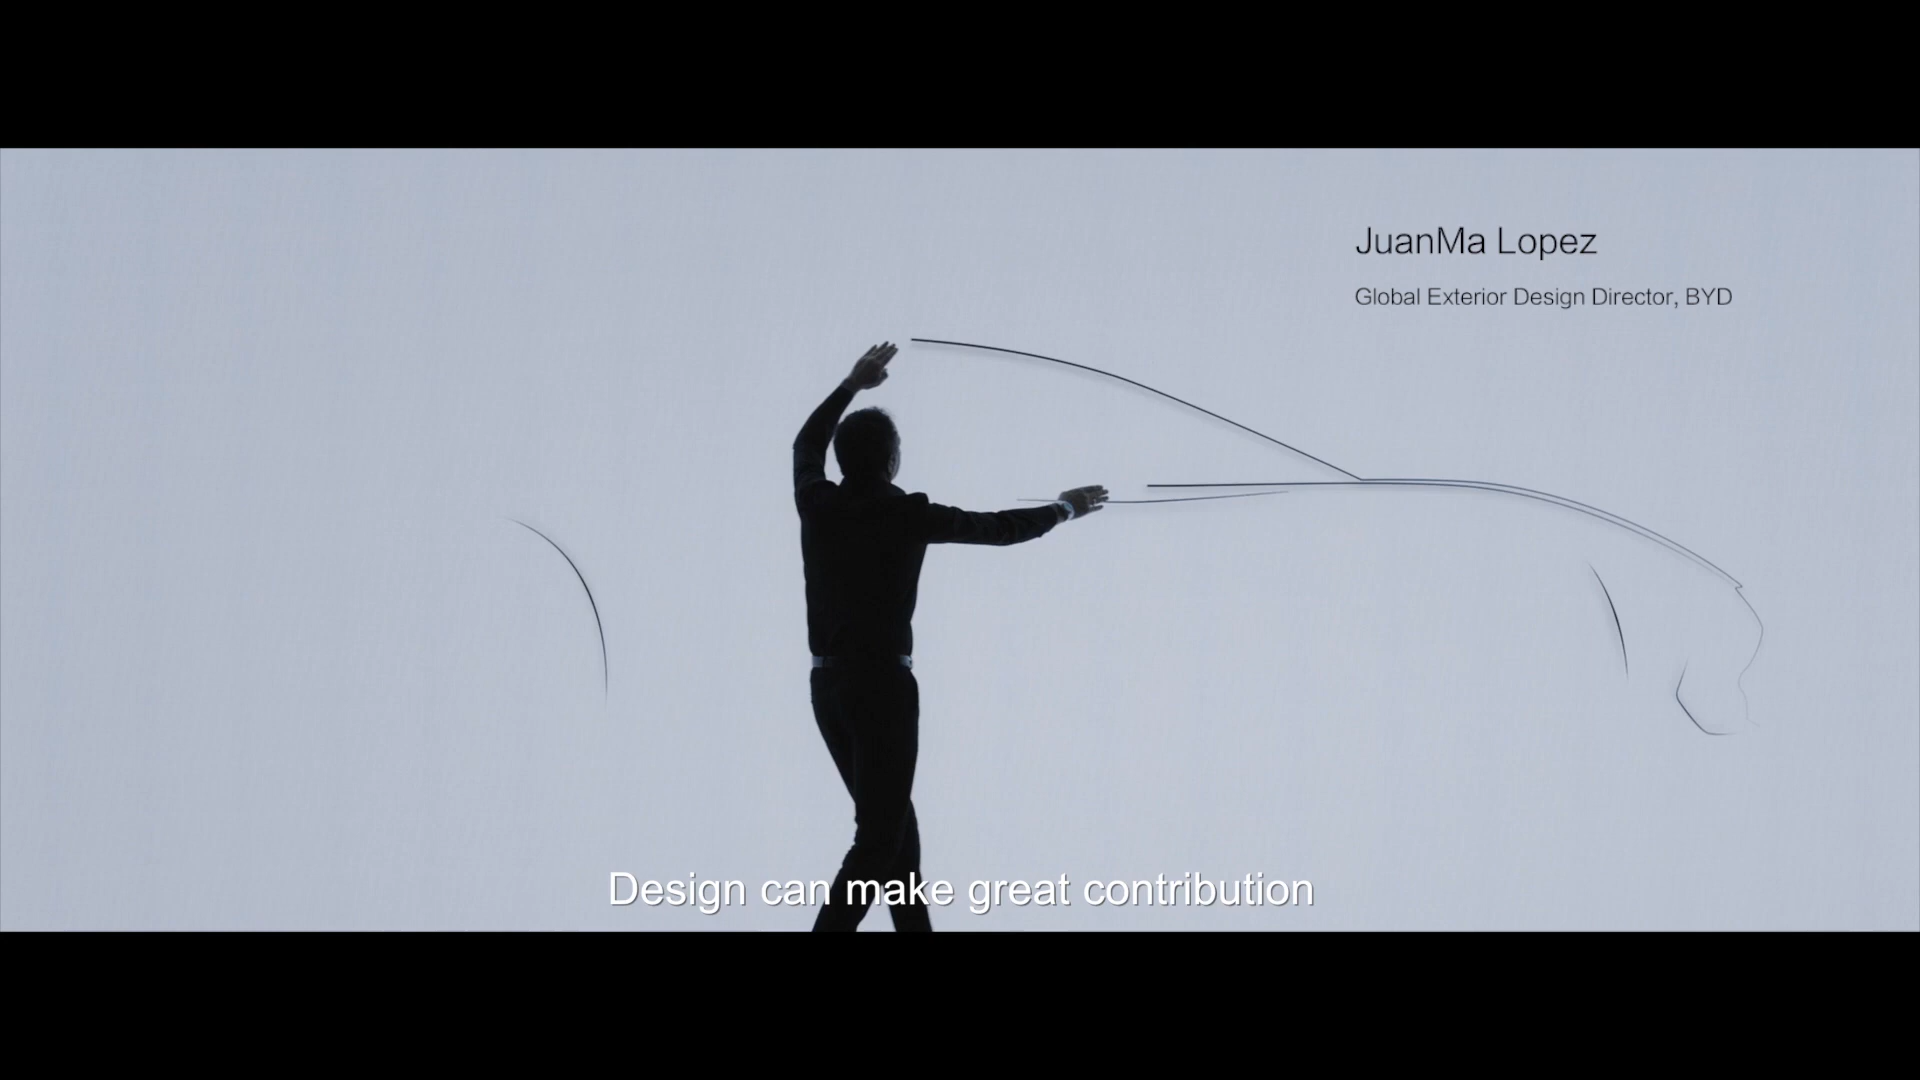 JuanMa Lopez
Global Exterior Design Director, BYD
Design can make great contribution